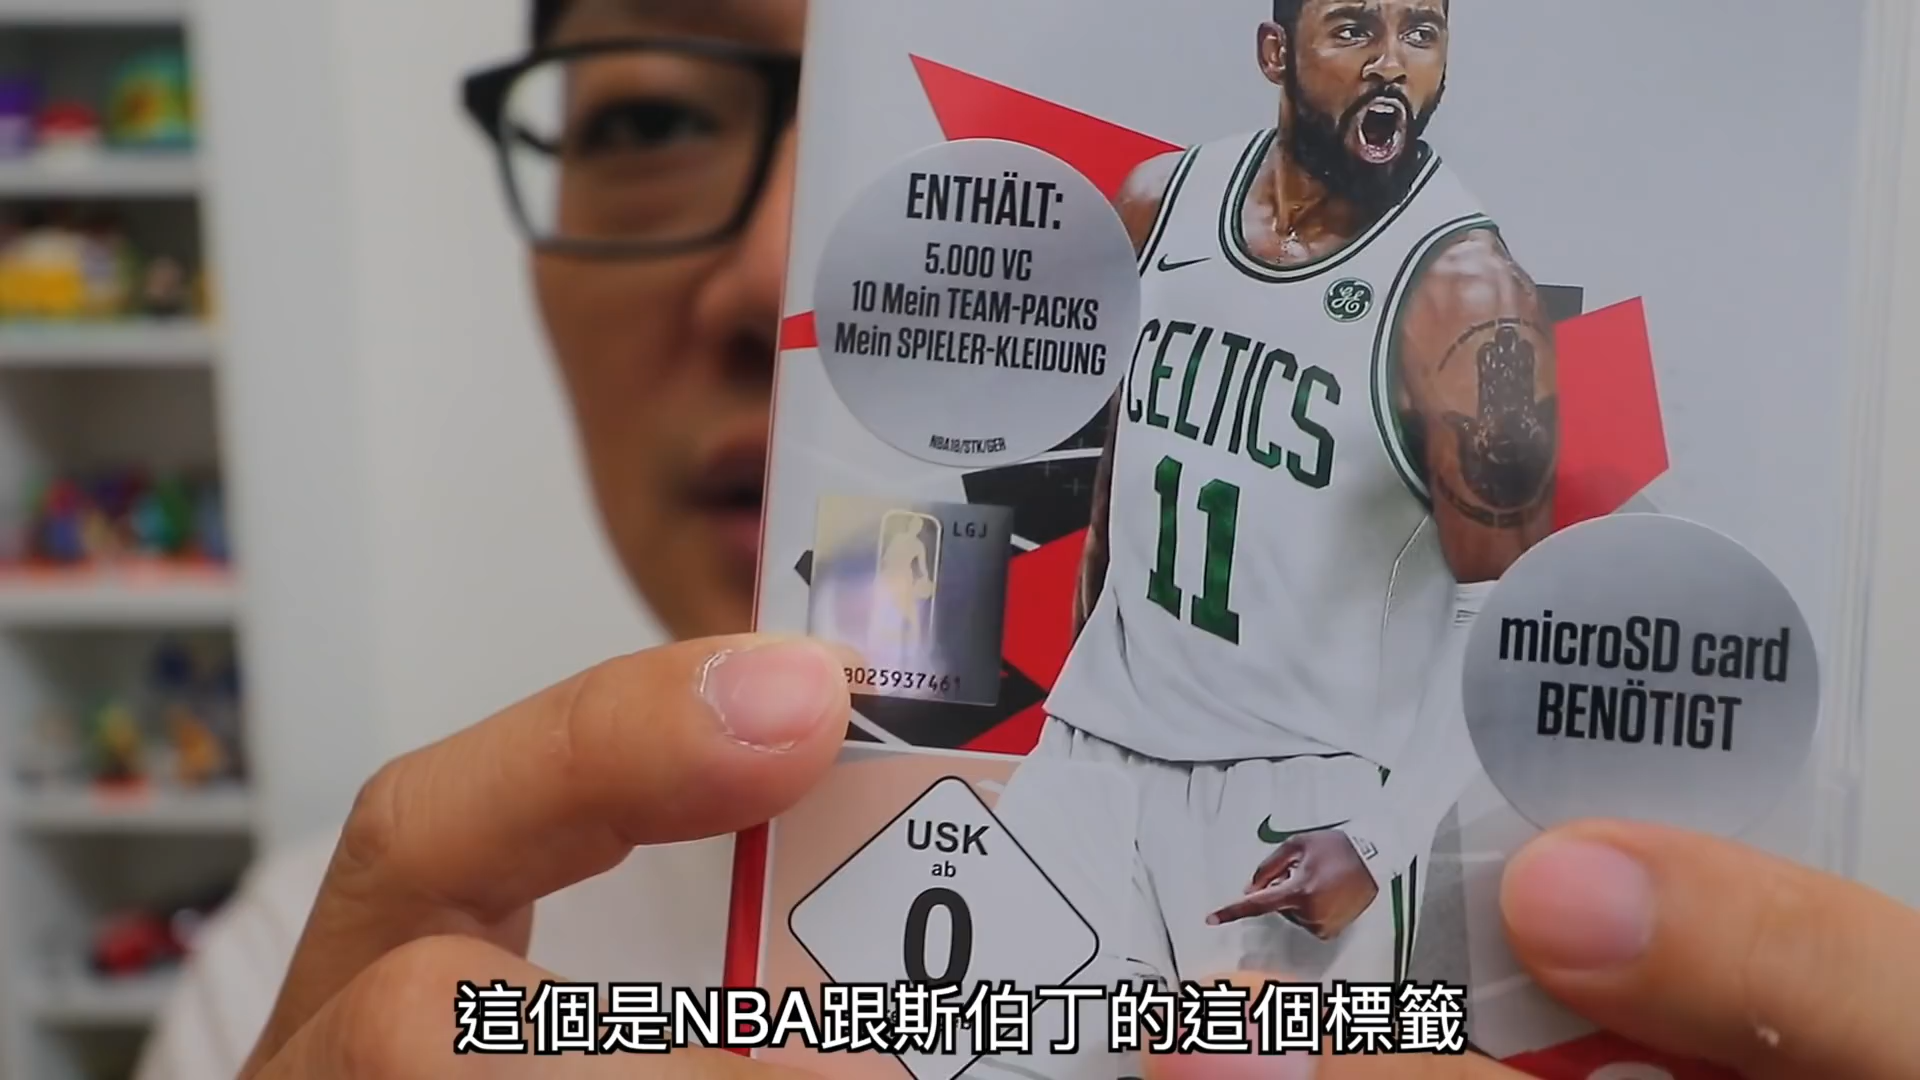 ENTHÄLT:
5.000 VC
10 Mein TEAM-PACKS
Mein SPIELER-KLEIDUNG
NBA18/STK/GER
GE
CELTICS
11
LGJ
microSD card
BENÖTIGT
USK
ab
0
這個是NBA跟斯伯丁的這個標籤